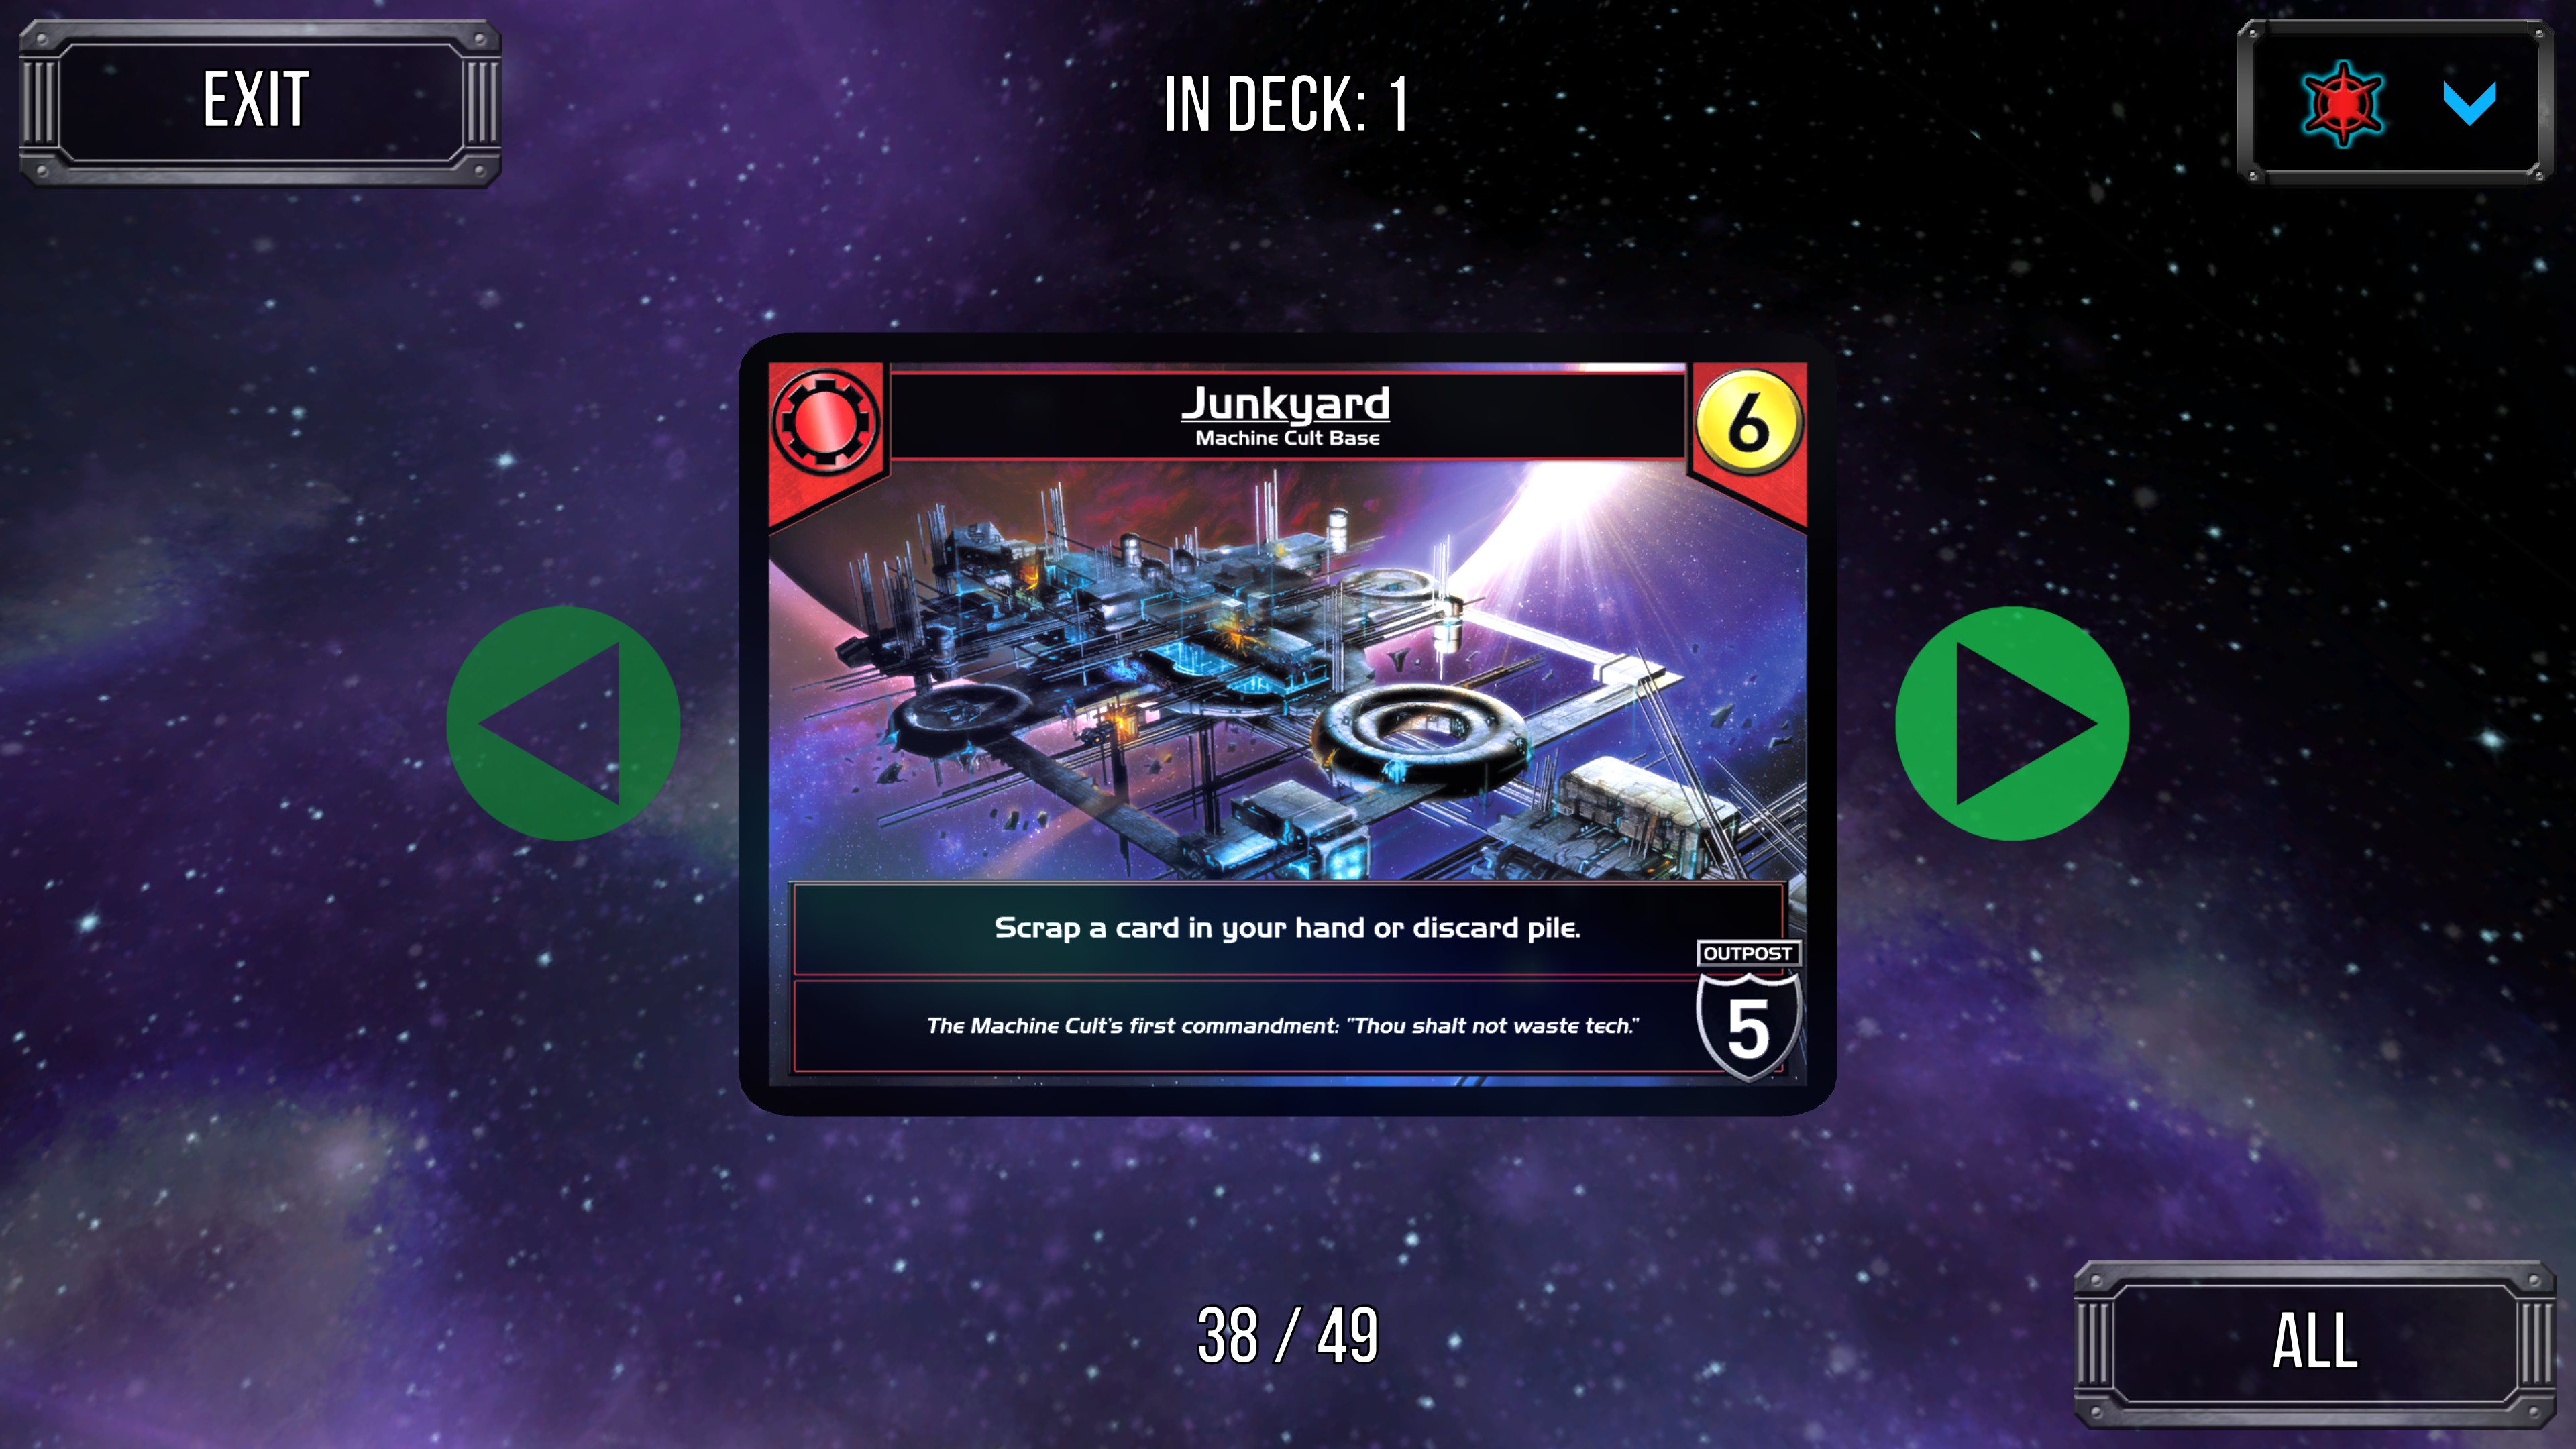 EXIT
IN DECK: 1
Junkyard
Machine Cult Base
6
Scrap a card in your hand or discard pile.
OUTPOST
The Machine Cult's first commandment: "Thou shalt not waste tech."
5
38 / 49
ALL